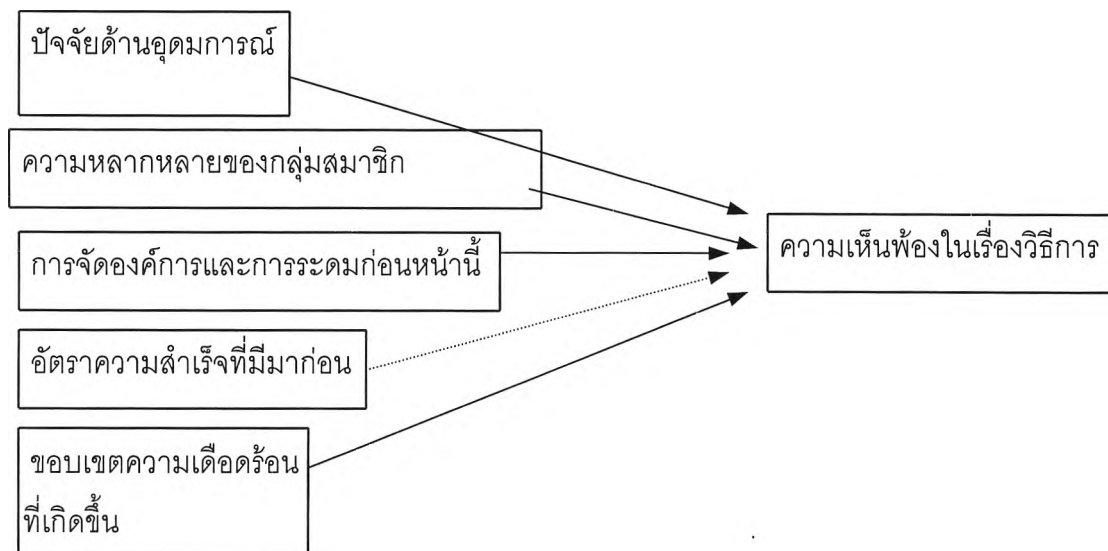 ปัจจัยด้านอุดมการณ์
ความหลากหลายของกลุ่มสมาชิก
การจัดองค์การและการระดมก่อนหน้านี้
อัตราความสำเร็จที่มีมาก่อน
ขอบเขตความเดือดร้อน
ที่เกิดขึ้น
ความเห็นพ้องในเรื่องวิธีการ